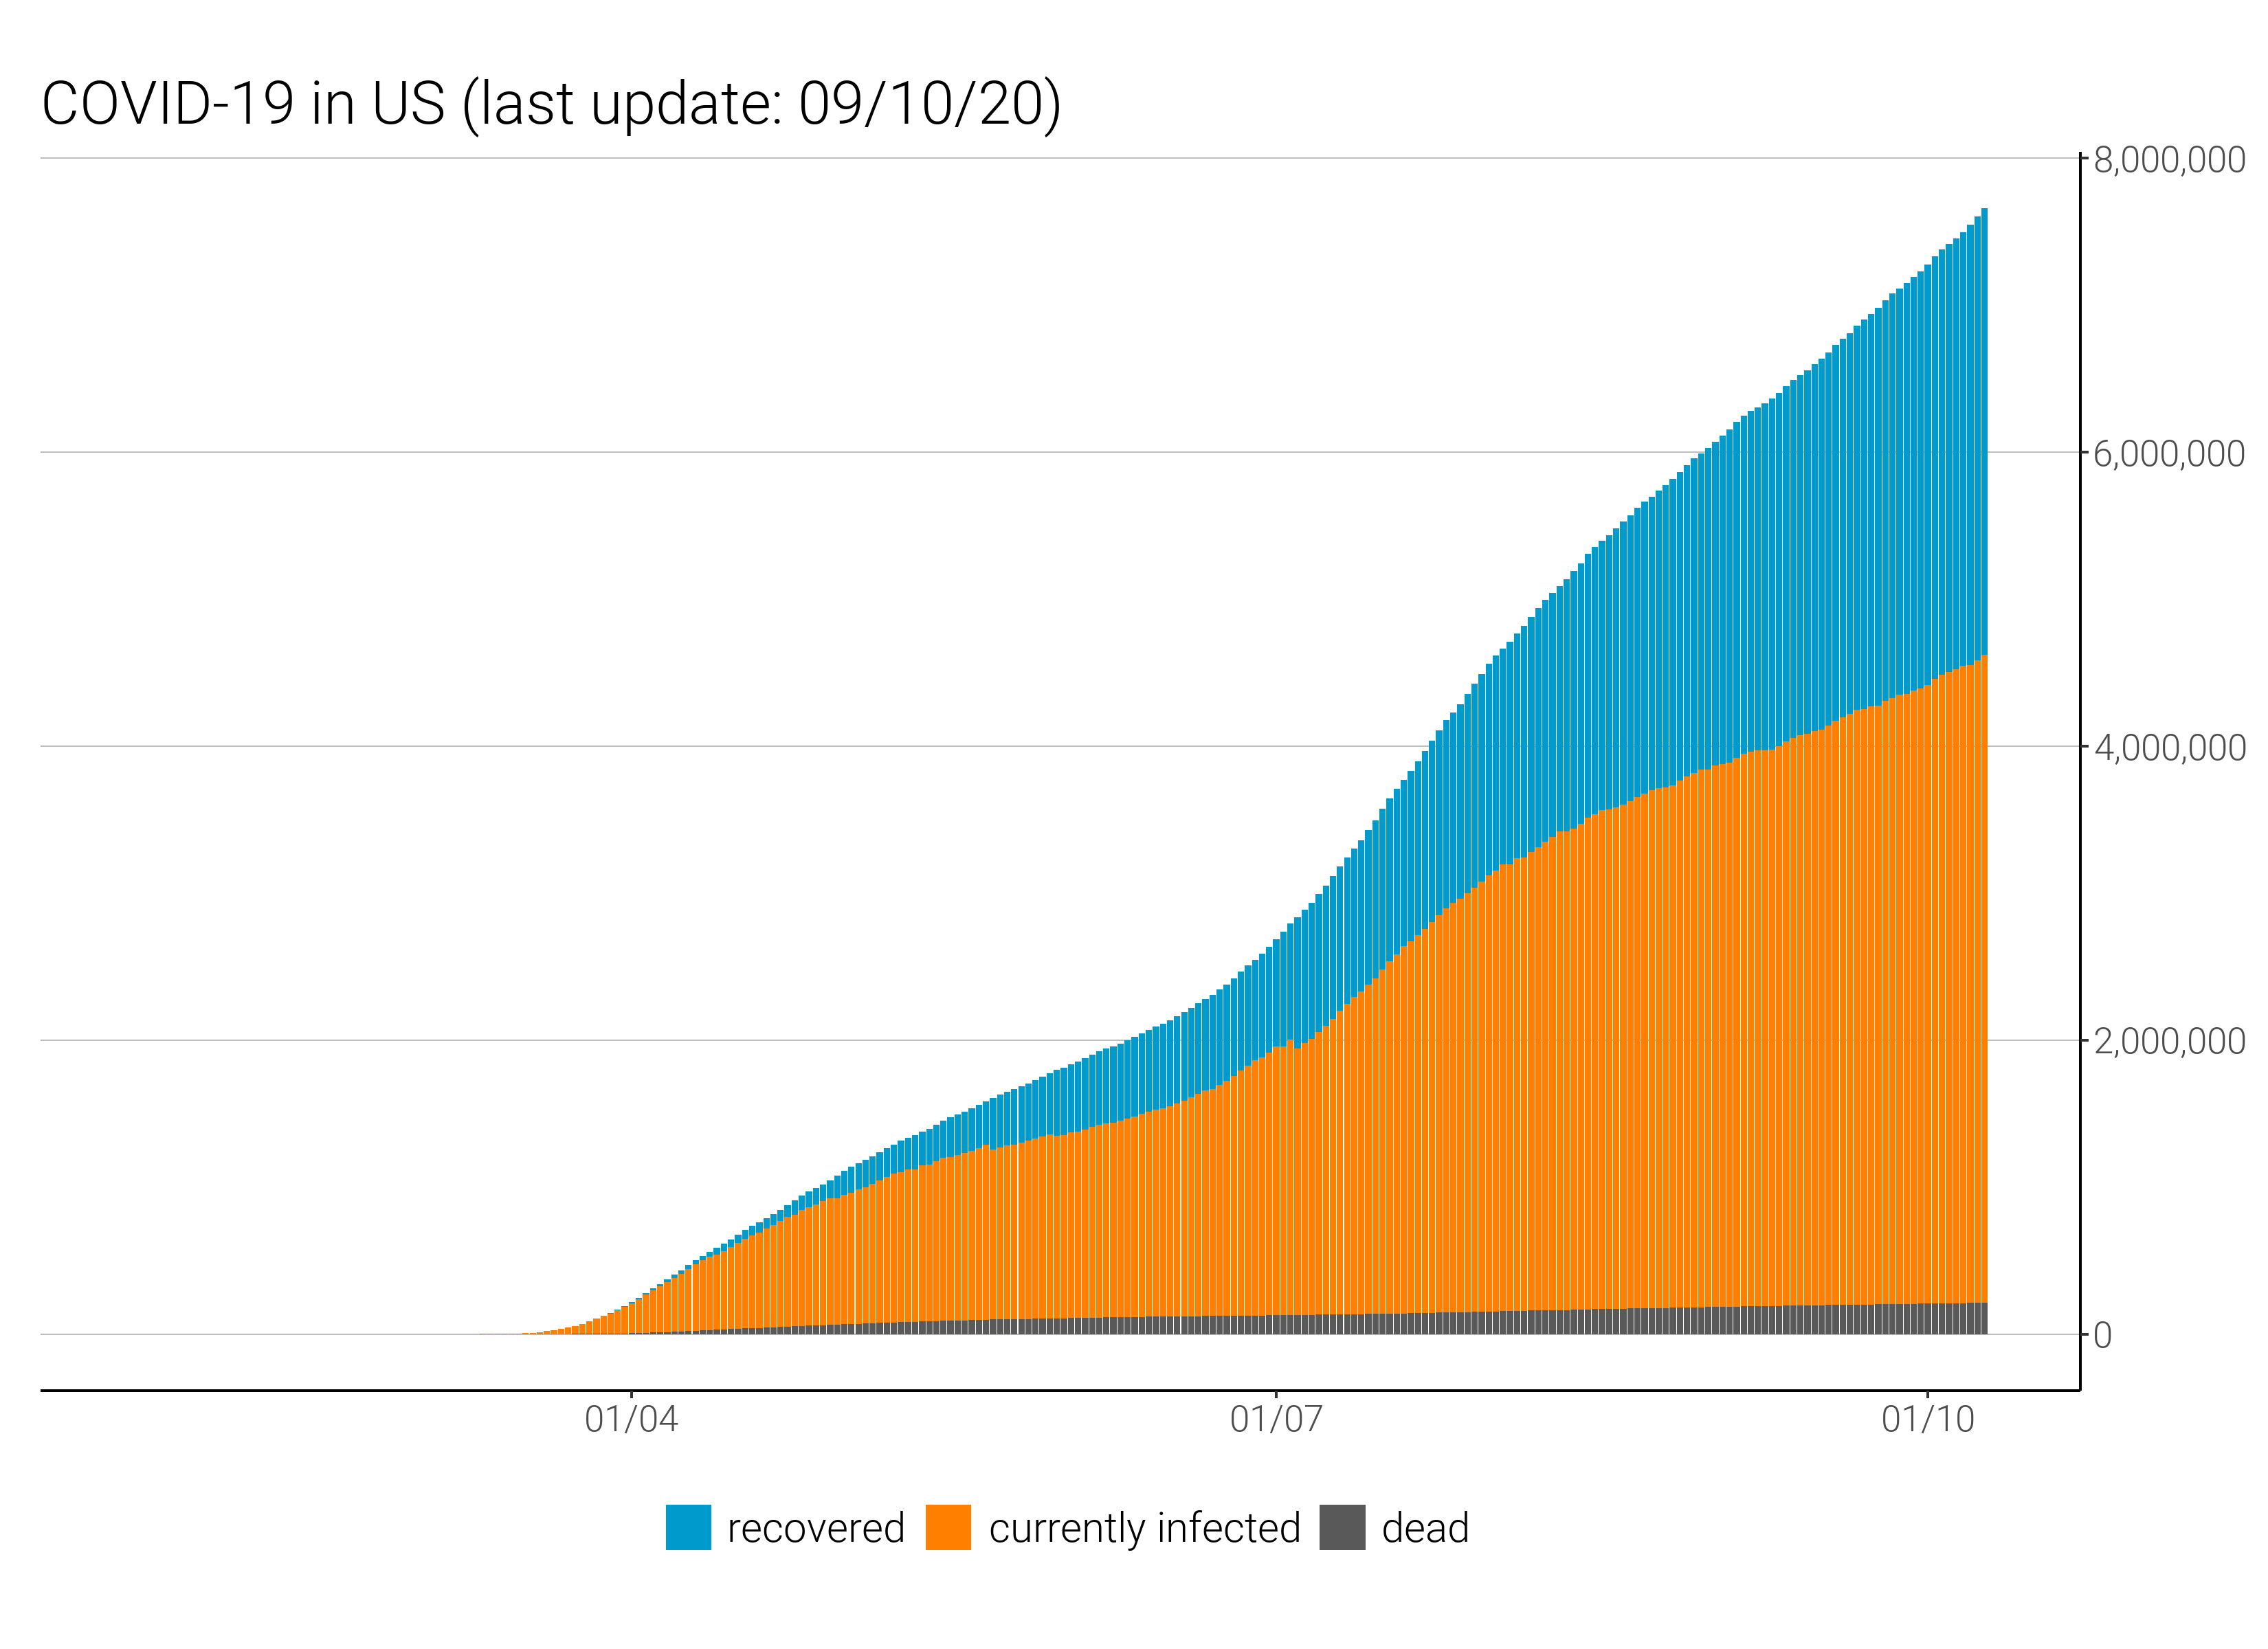 COVID-19 in US (last update: 09/10/20)
8,000,000
6,000,000
4,000,000
2,000,000
0
01/04 01/07 01/10
recovered currently infected dead